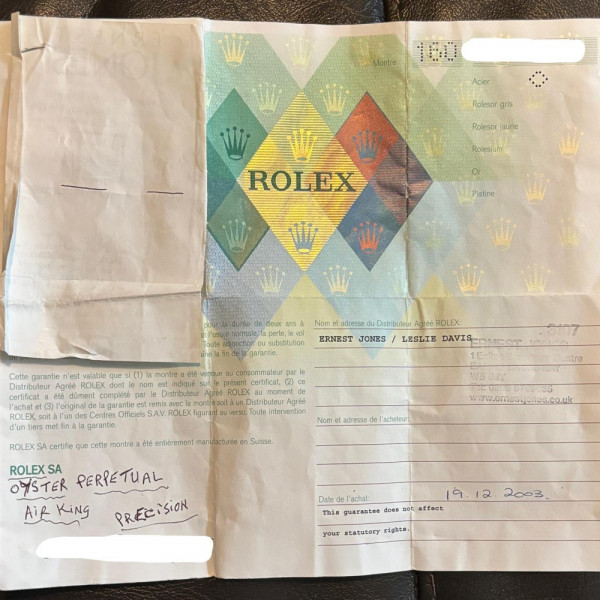 Montre
160
Acier
Rolesor gris
Rolesor jaune
Rolesium
Or
Platine
ROLEX
pour la durée de deux ans à
l'usure normale, la perte, le vol
Toute adjonction ou substitution
fin de la garantie.
Cette garantie n'est valable que si (1) la montre a été vendue au consommateur par le
Distributeur Agréé ROLEX dont le nom est indiqué sur le présent certificat, (2) ce
certificat a été dûment complété par le Distributeur Agréé ROLEX au moment de
l'achat et (3) l'original de la garantie est remis avec la montre soit à un Distributeur Agréé
ROLEX, soit à l'un des Centres Officiels S.A.V. ROLEX figurant au verso. Toute intervention
d'un tiers met fin à la garantie.
ROLEX SA certifie que cette montre a été entièrement manufacturée en Suisse.
ROLEX SA
OYSTER PERPETUAL
AIR KING PRECISION
Nom et adresse du Distributeur Agréé ROLEX:
ERNEST JONES / LESLIE DAVIS
ERNEST JONES
www.ernestjones.co.uk
Nom et adresse de l'acheteur
Date de l'achat: 19.12.2003.
This guarantee does not affect
your statutory rights.